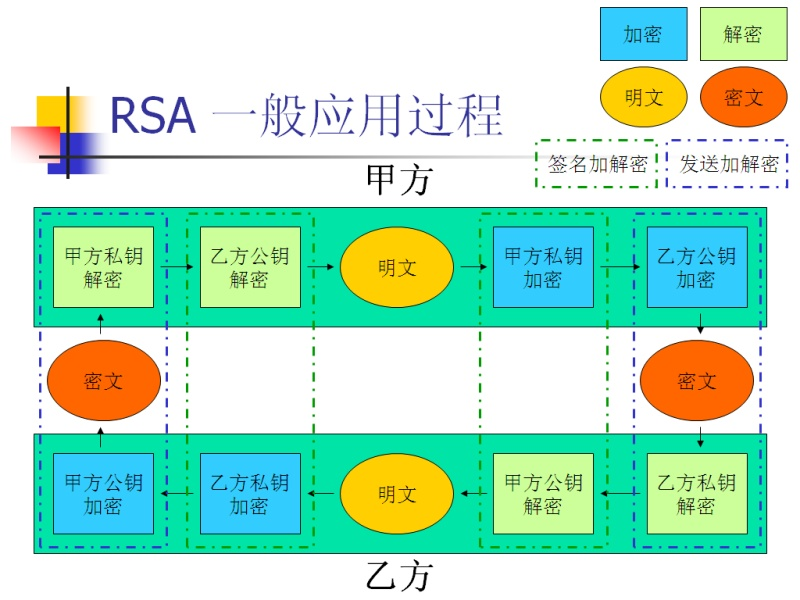 加密
解密
明文
密文
RSA 一般应用过程
签名加解密
发送加解密
甲方
甲方私钥
解密
乙方公钥
解密
明文
甲方私钥
加密
乙方公钥
加密
密文
密文
甲方公钥
加密
乙方私钥
加密
明文
甲方公钥
解密
乙方私钥
解密
乙方